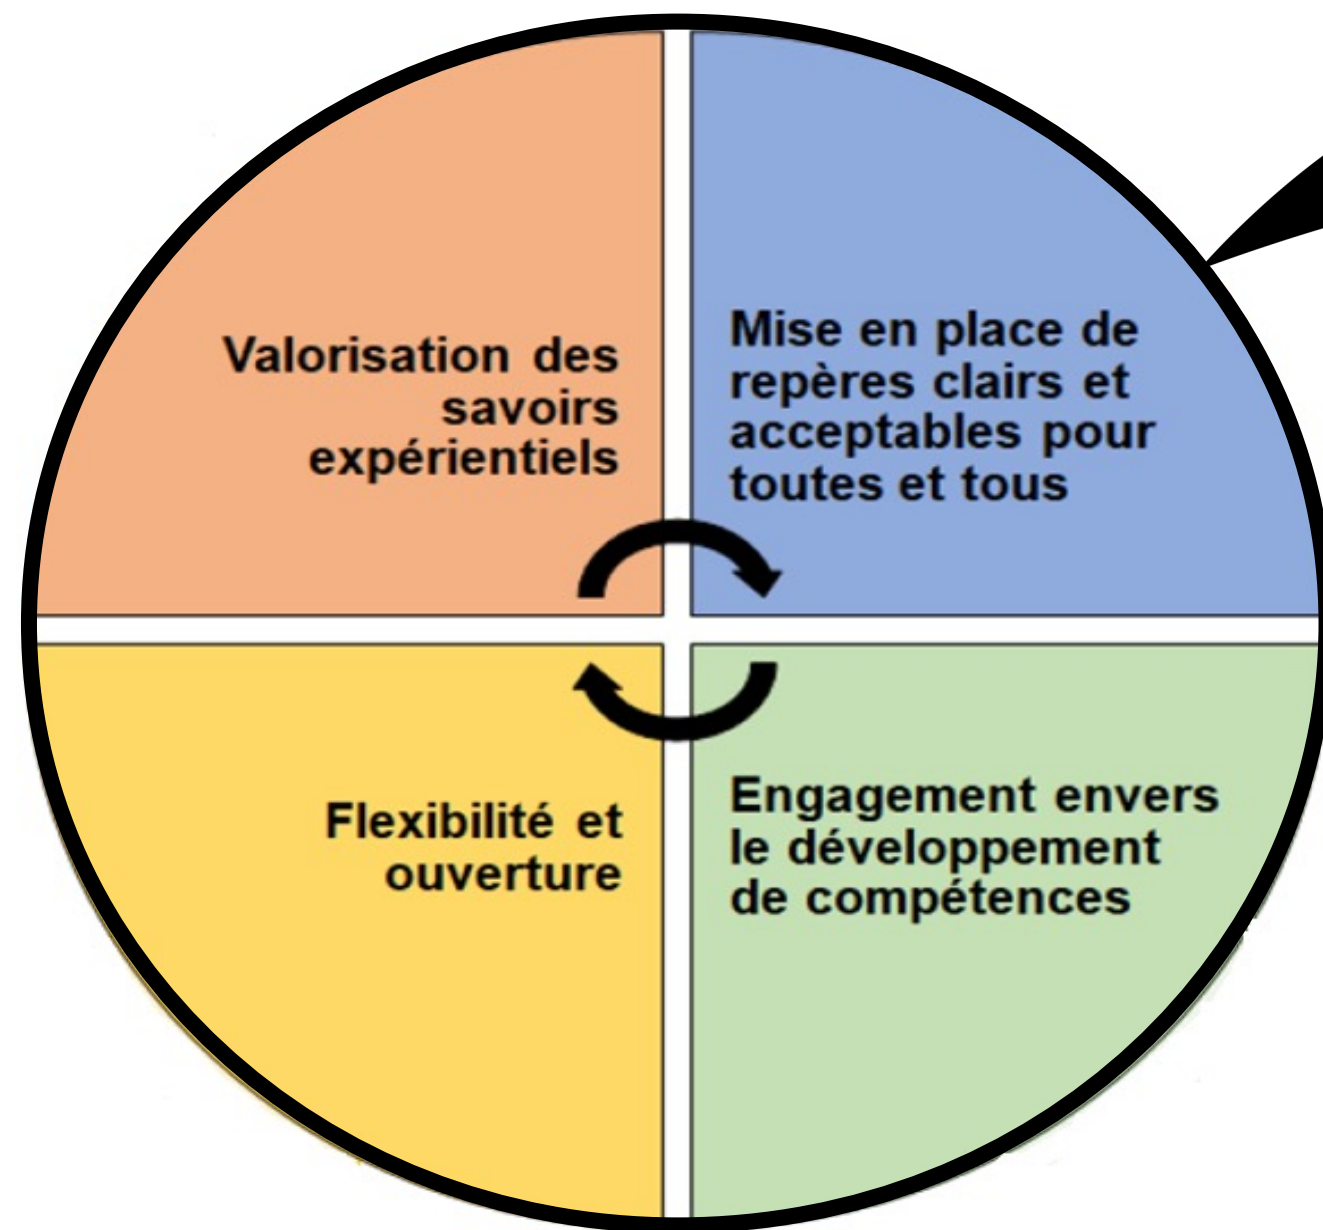 Valorisation des
savoirs
expérientiels
Mise en place de
repères clairs et
acceptables pour
toutes et tous
Flexibilité et
ouverture
Engagement envers
le développement
de compétences